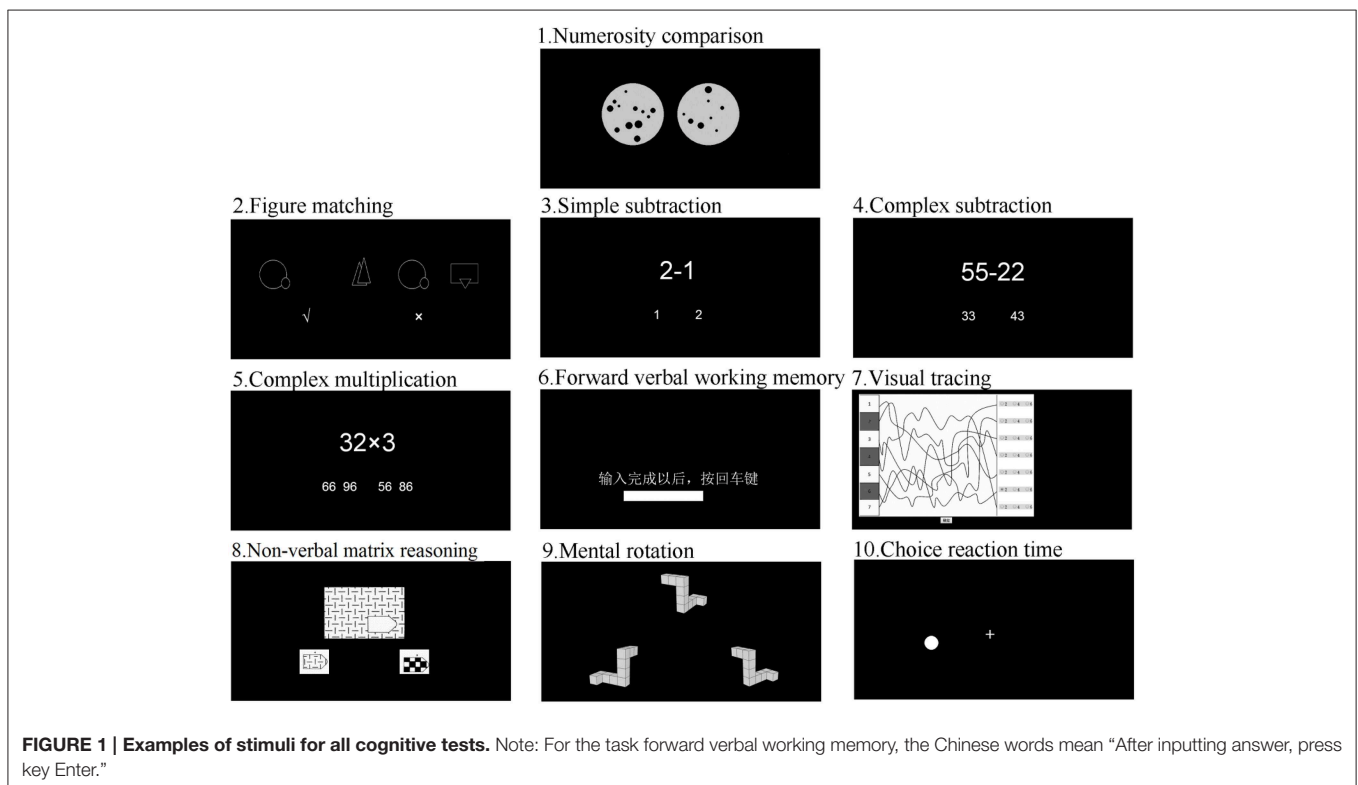 1.Numerosity comparison
2.Figure matching
3.Simple subtraction
4.Complex subtraction
√ ×
2-1
1 2
55-22
33 43
5.Complex multiplication
6.Forward verbal working memory
7.Visual tracing
32×3
66 96 56 86
输入完成以后，按回车键
3
5
7
8.Non-verbal matrix reasoning
9.Mental rotation
10.Choice reaction time
+
FIGURE 1 | Examples of stimuli for all cognitive tests. Note: For the task forward verbal working memory, the Chinese words mean “After inputting answer, press
key Enter.”